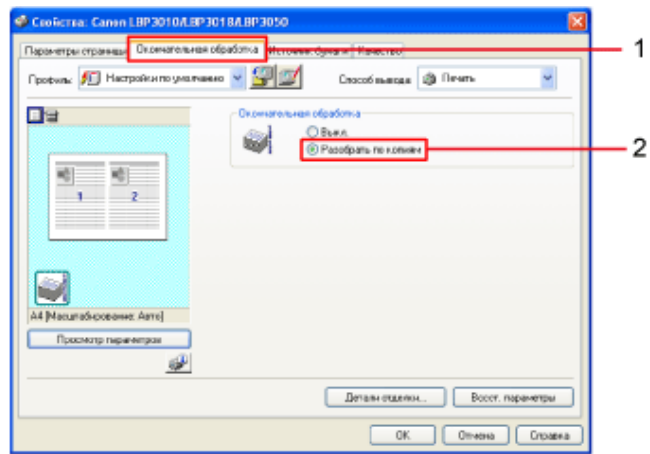 Свойства: Canon LBP3010/LBP3018/LBP3050
Параметры страницы Окончательная обработка Источник бумаги Качество
1
Профиль: Настройки по умолчанию Способ вывода: Печать
Окончательная обработка
Выкл.
Разобрать по копиям
2
1 2
A4 [Масштабирование: Авто]
Просмотр параметров
Детали отделки... Восст. параметры
OK Отмена Справка